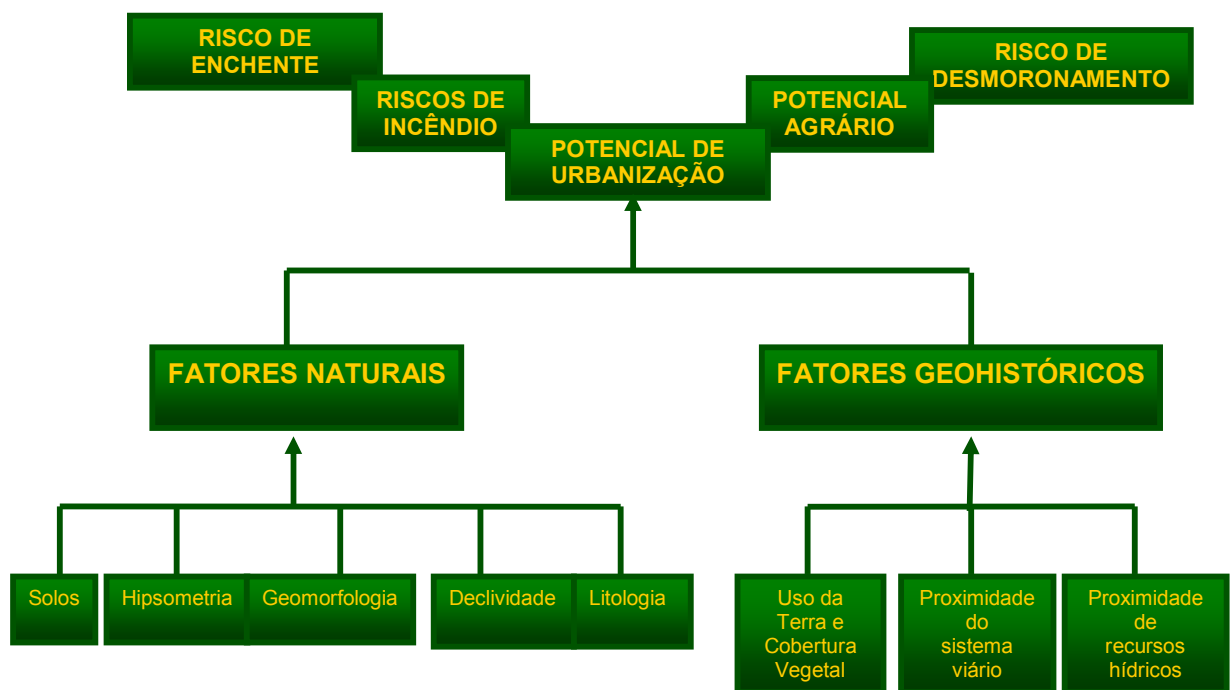 RISCO DE
ENCHENTE
RISCOS DE
INCÊNDIO
POTENCIAL DE
URBANIZAÇÃO
POTENCIAL
AGRÁRIO
RISCO DE
DESMORONAMENTO
FATORES NATURAIS
FATORES GEOHISTÓRICOS
Solos
Hipsometria
Geomorfologia
Declividade
Litologia
Uso da
Terra e
Cobertura
Vegetal
Proximidade
do
sistema
viário
Proximidade
de
recursos
hídricos